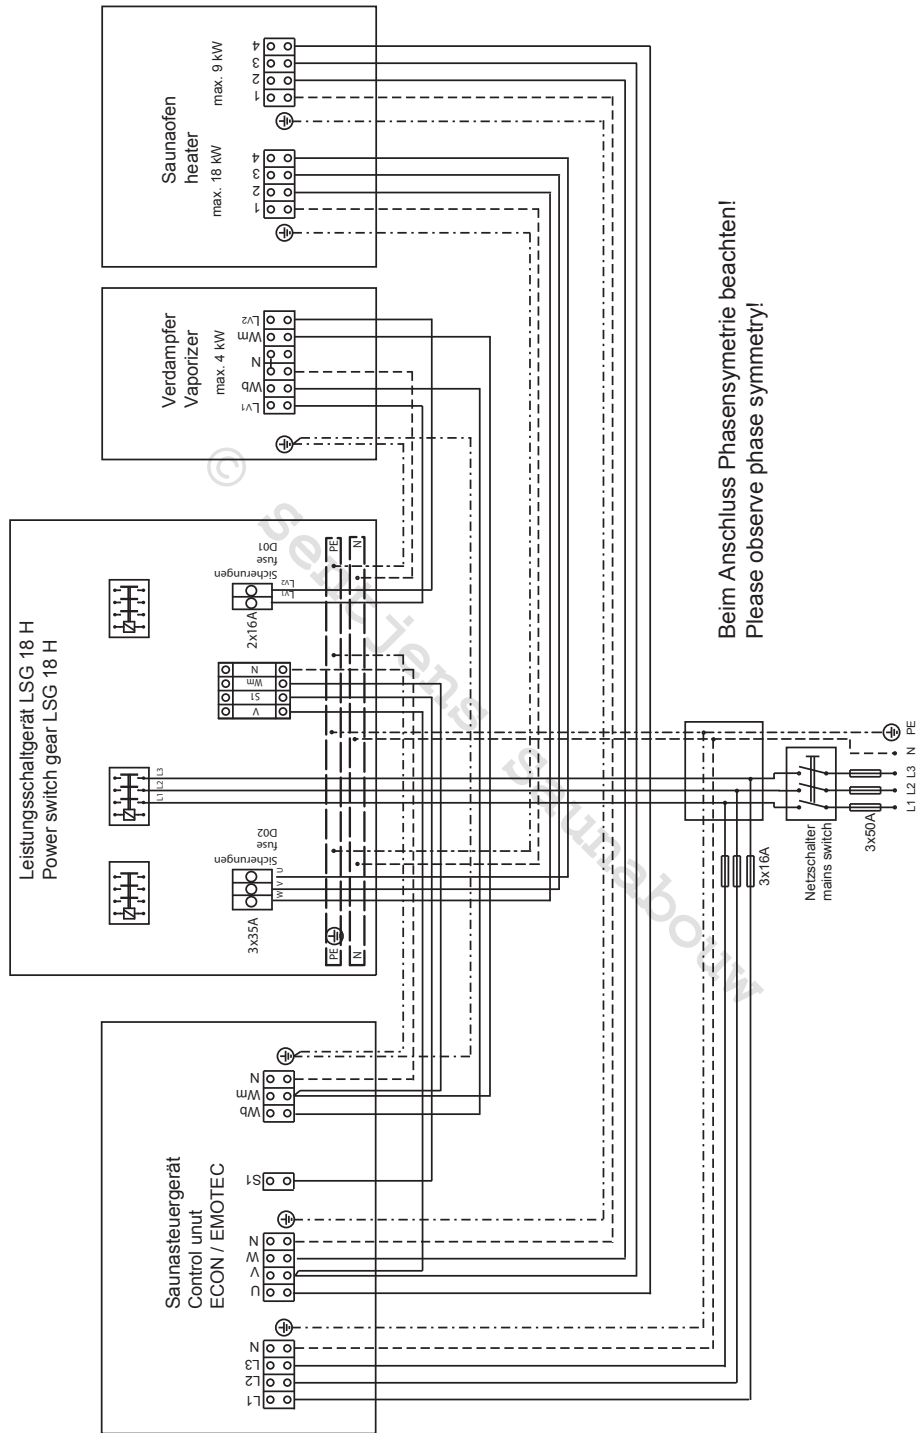 Saunaofen
heater
max. 18 kW
max. 9 kW
4
3
2
1
4
3
2
1
Verdampfer
Vaporizer
max. 4 kW
LV2
Wm
N
Wb
LV1
Leistungsschaltgerät LSG 18 H
Power switch gear LSG 18 H
Sicherungen
fuse
D01
2x16A
LV2
LV1
PE
N
N
Wm
S1
V
L1 L2 L3
Sicherungen
fuse
D02
3x35A
U
V
W
PE
N
Saunasteuergerät
Control unut
ECON / EMOTEC
N
Wm
Wb
S1
N
W
V
U
N
L3
L2
L1
3x16A
Netzschalter
mains switch
3x50A
L1 L2 L3 N PE
Beim Anschluss Phasensymetrie beachten!
Please observe phase symmetry!
© sentjens saunabouw